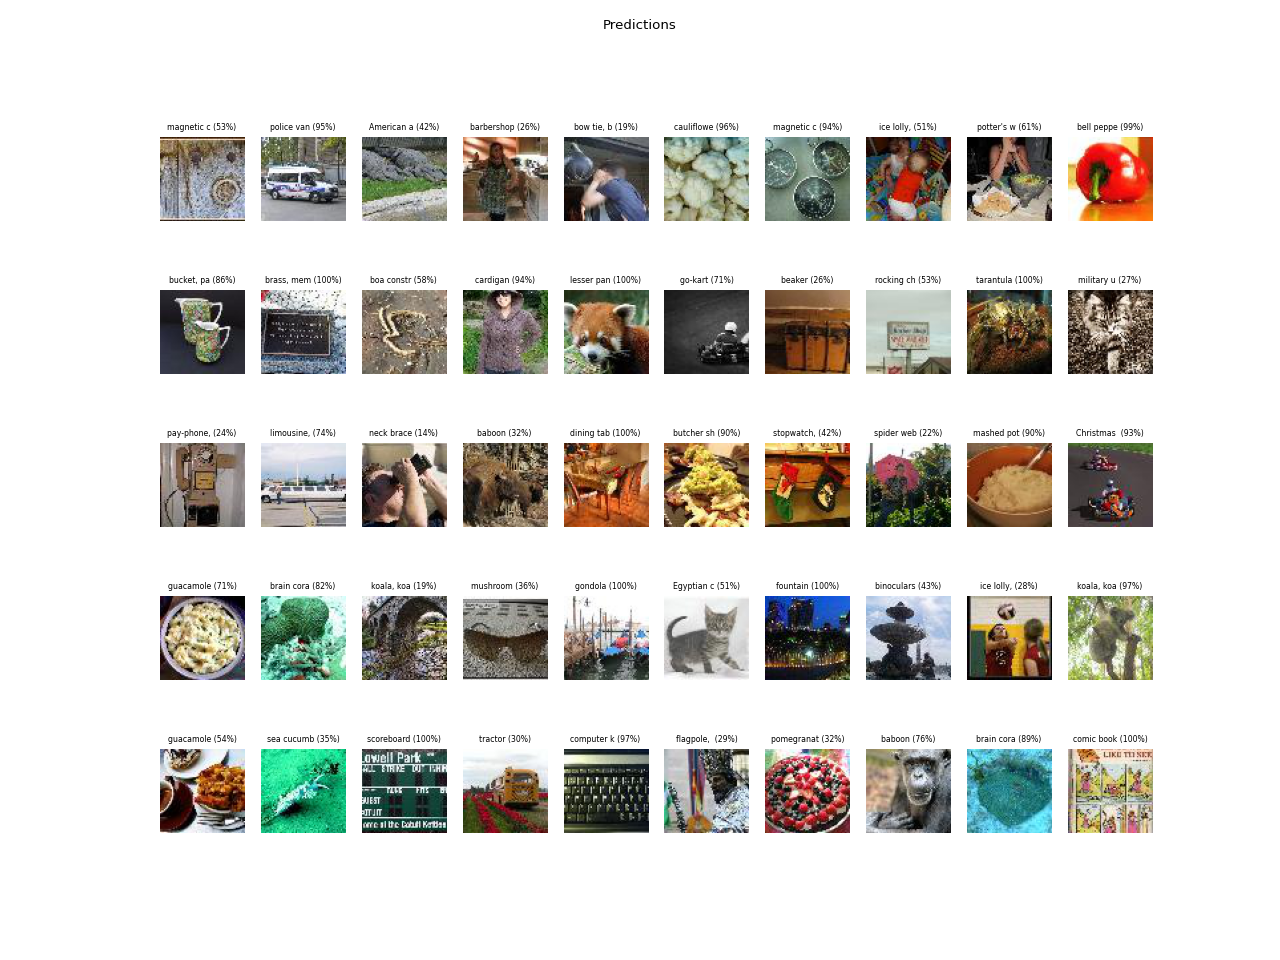 Predictions
magnetic c (53%)
police van (95%)
American a (42%)
barbershop (26%)
bow tie, b (19%)
cauliflowe (96%)
magnetic c (94%)
ice lolly, (51%)
potter's w (61%)
bell peppe (99%)
bucket, pa (86%)
brass, mem (100%)
boa constr (58%)
cardigan (94%)
lesser pan (100%)
go-kart (71%)
beaker (26%)
rocking ch (53%)
tarantula (100%)
military u (27%)
pay-phone, (24%)
limousine, (74%)
neck brace (14%)
baboon (32%)
dining tab (100%)
butcher sh (90%)
stopwatch, (42%)
spider web (22%)
mashed pot (90%)
Christmas  (93%)
guacamole (71%)
brain cora (82%)
koala, koa (19%)
mushroom (36%)
gondola (100%)
Egyptian c (51%)
fountain (100%)
binoculars (43%)
ice lolly, (28%)
koala, koa (97%)
guacamole (54%)
sea cucumb (35%)
scoreboard (100%)
tractor (30%)
computer k (97%)
flagpole,  (29%)
pomegranat (32%)
baboon (76%)
brain cora (89%)
comic book (100%)
Lowell Park
BALL STRIKE OUT
GUEST
LIKE TO SEE